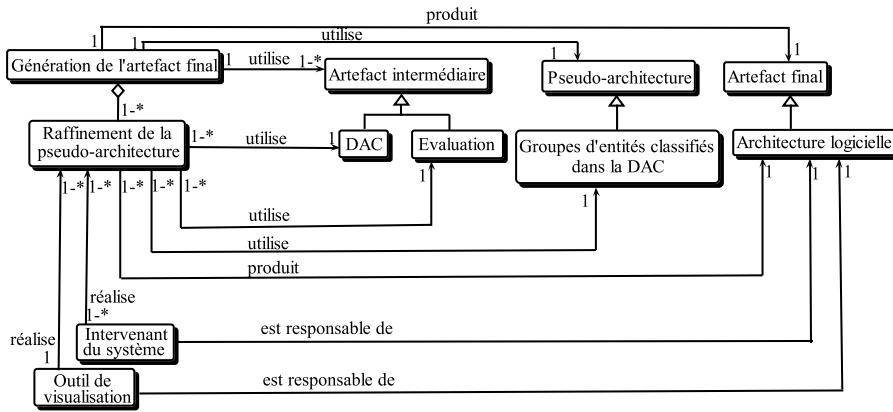 produit
1
1
utilise
1
1
Génération de l'artefact final
1
utilise
1-*
Artefact intermédiaire
Pseudo-architecture
Artefact final
1-*
Raffinement de la
pseudo-architecture
1-*
utilise
1
DAC
Evaluation
Groupes d'entités classifiés
dans la DAC
Architecture logicielle
1-*
1-*
1-*
1-*
1-*
1
1
1
1
1
utilise
utilise
produit
réalise
1-*
Intervenant
du système
est responsable de
réalise
1
Outil de
visualisation
est responsable de